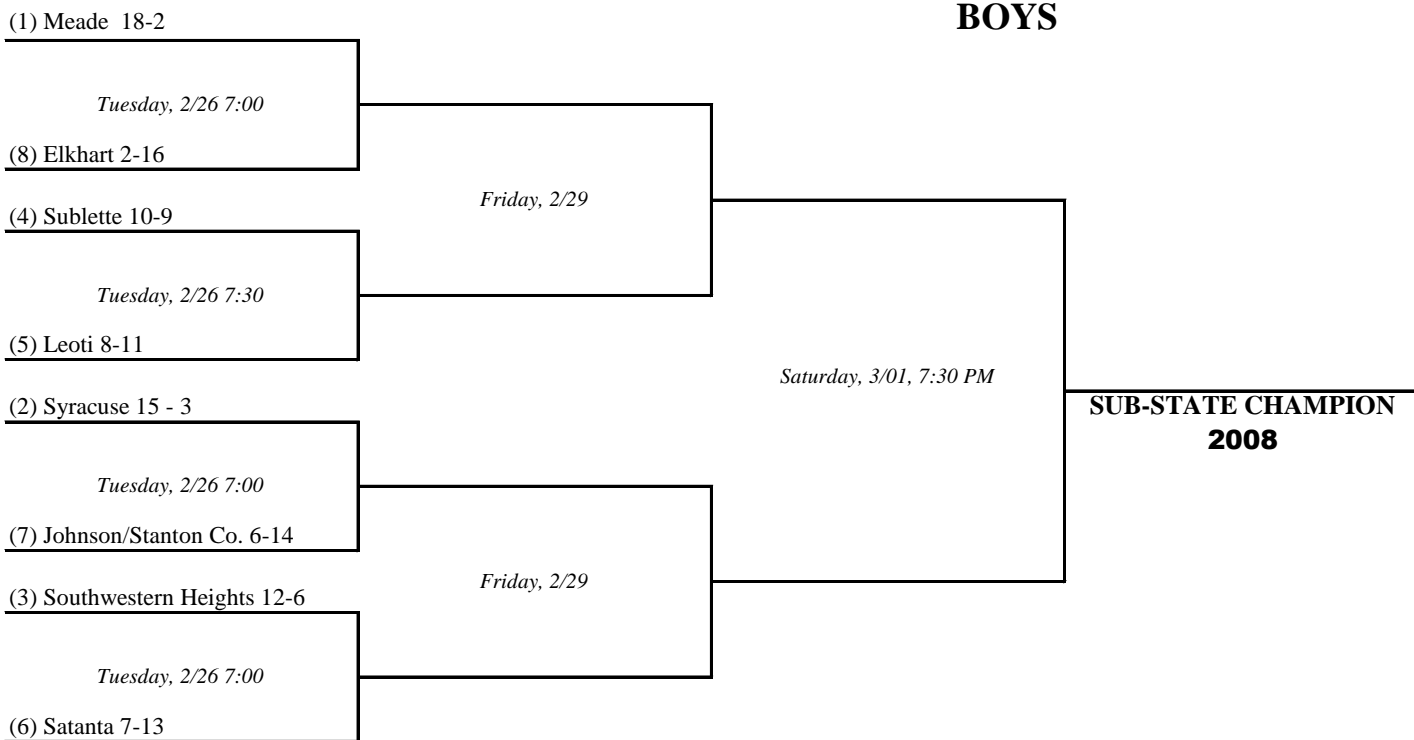 BOYS
(1) Meade 18-2
Tuesday, 2/26 7:00
(8) Elkhart 2-16
Friday, 2/29
(4) Sublette 10-9
Tuesday, 2/26 7:30
(5) Leoti 8-11
Saturday, 3/01, 7:30 PM
SUB-STATE CHAMPION
2008
(2) Syracuse 15 - 3
Tuesday, 2/26 7:00
(7) Johnson/Stanton Co. 6-14
Friday, 2/29
(3) Southwestern Heights 12-6
Tuesday, 2/26 7:00
(6) Satanta 7-13